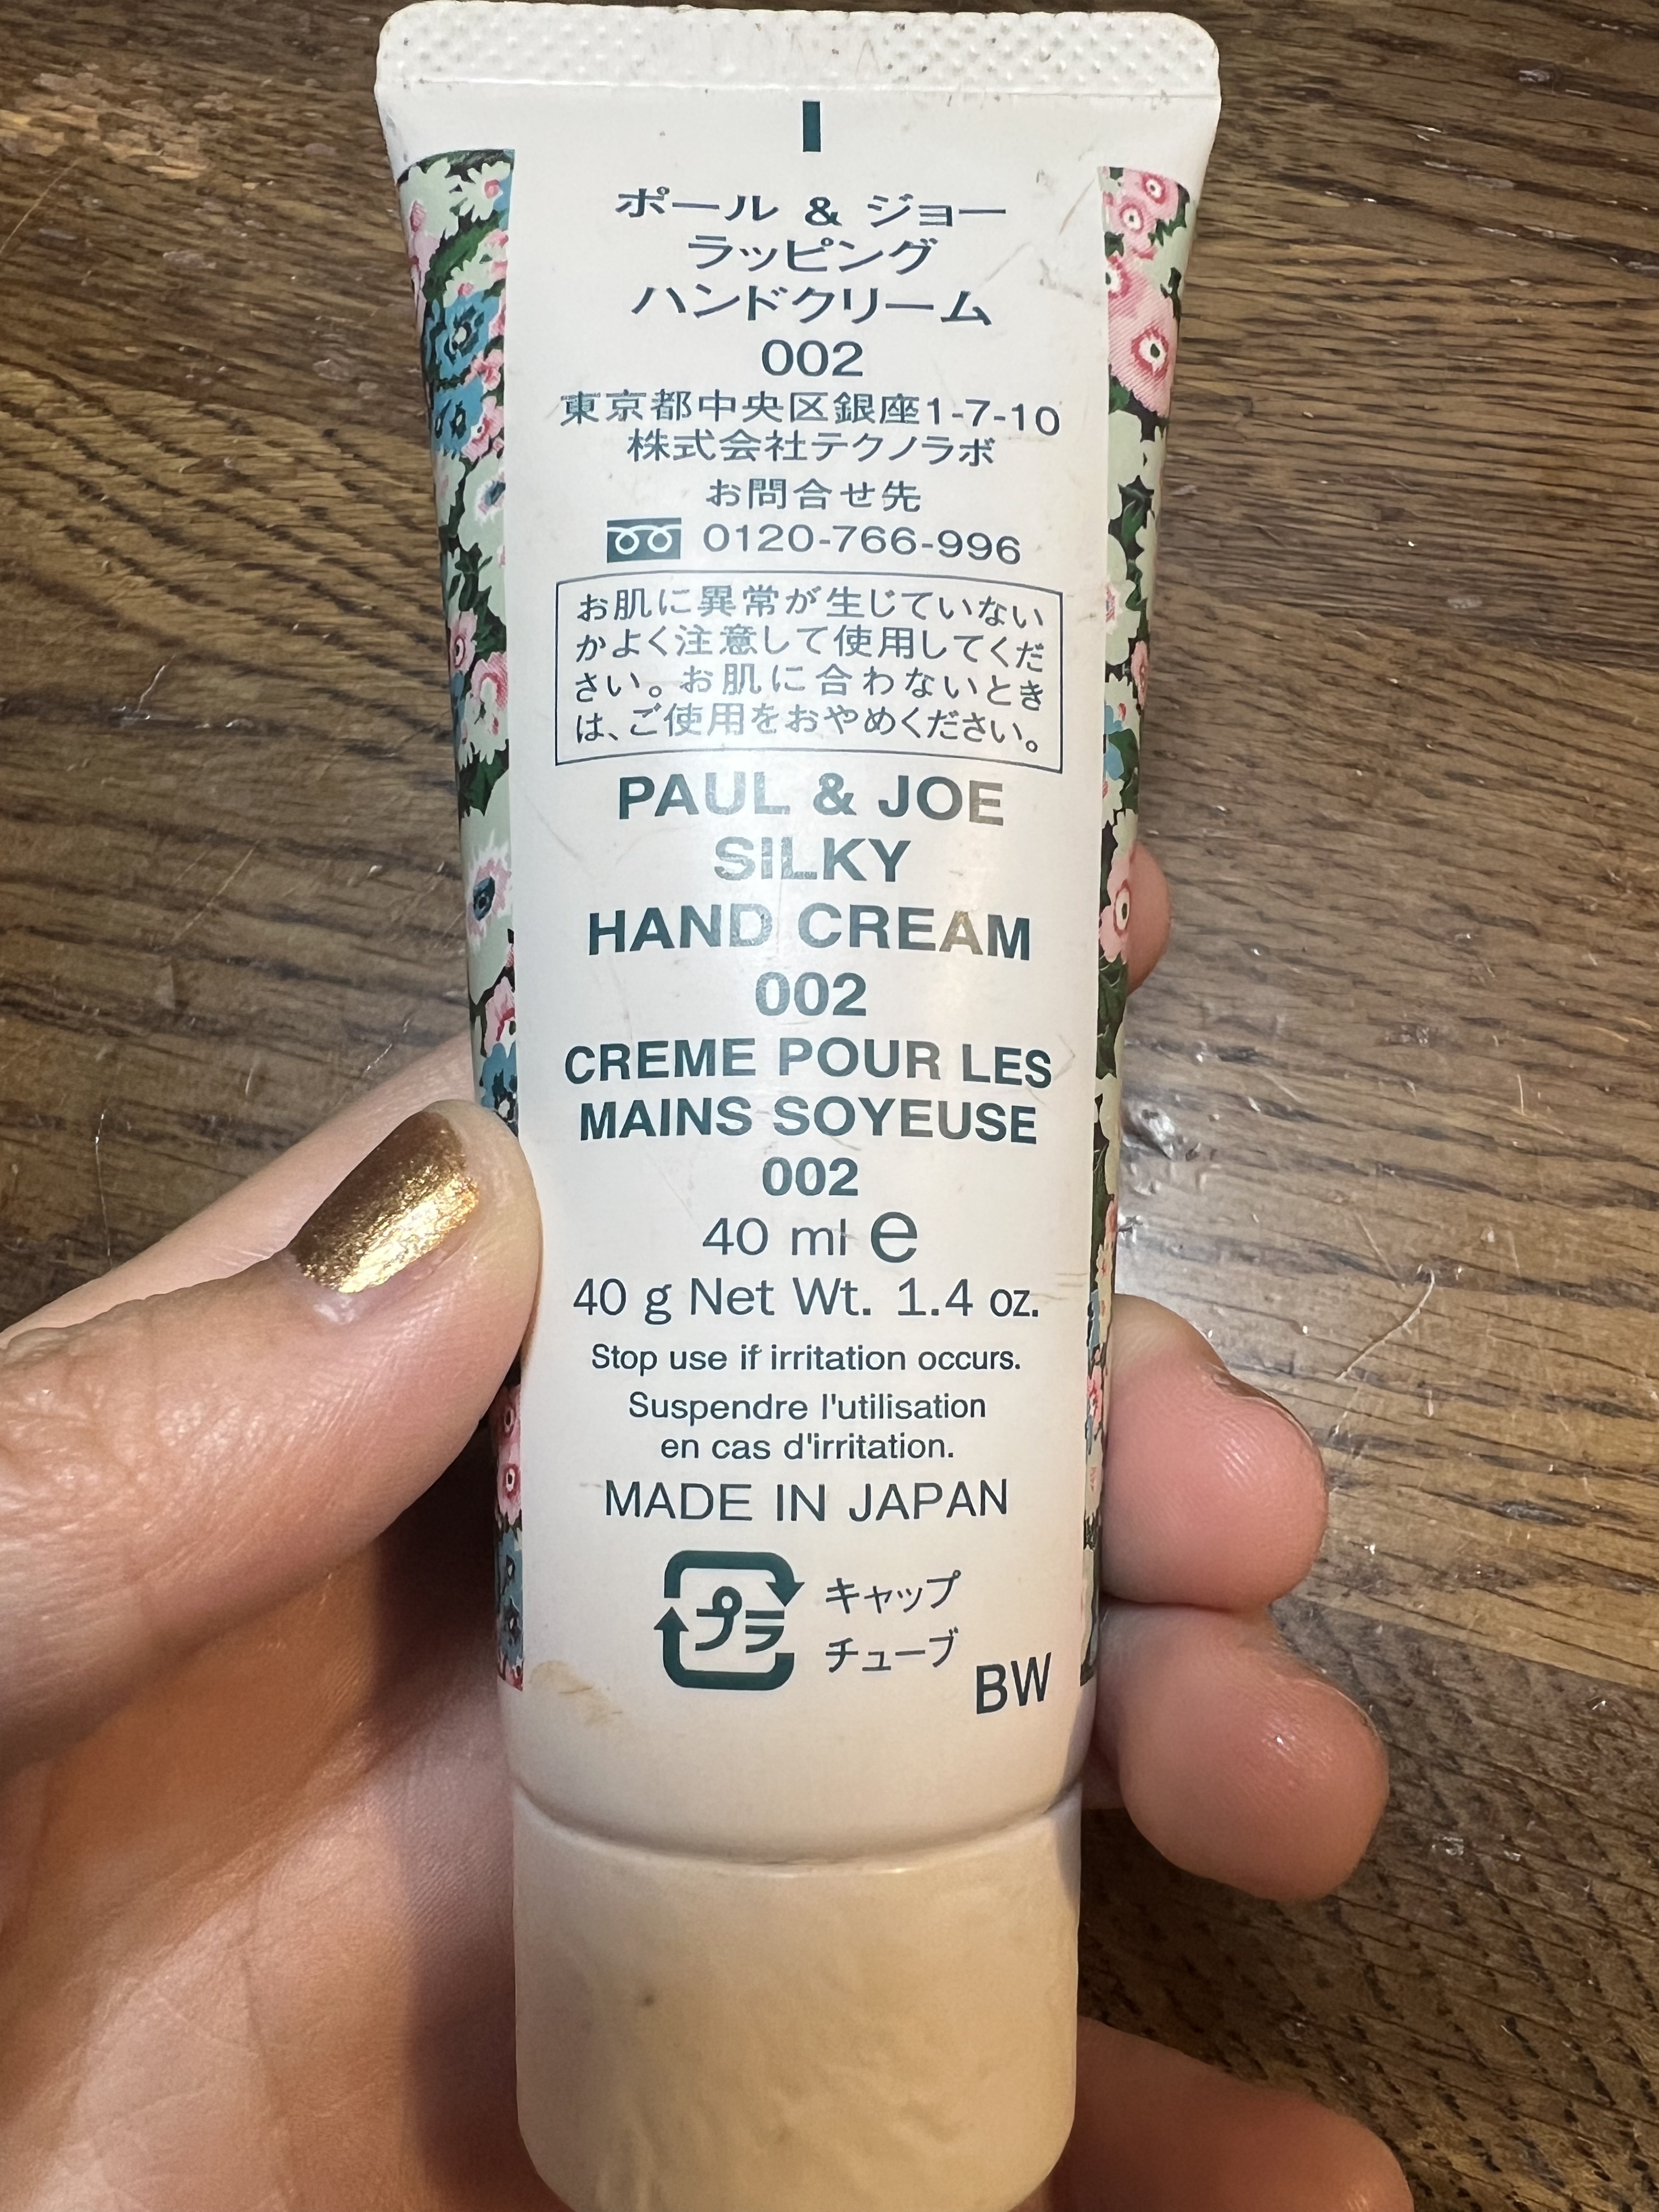 ポール & ジョー
ラッピング
ハンドクリーム
002
東京都中央区銀座1-7-10
株式会社テクノラボ
お問合せ先
0120-766-996
お肌に異常が生じていない
かよく注意して使用してくだ
さい。お肌に合わないとき
は、ご使用をおやめください。
PAUL & JOE
SILKY
HAND CREAM
002
CREME POUR LES
MAINS SOYEUSE
002
40 ml e
40 g Net Wt. 1.4 oz.
Stop use if irritation occurs.
Suspendre l'utilisation
en cas d'irritation.
MADE IN JAPAN
プラ キャップ
チューブ
BW